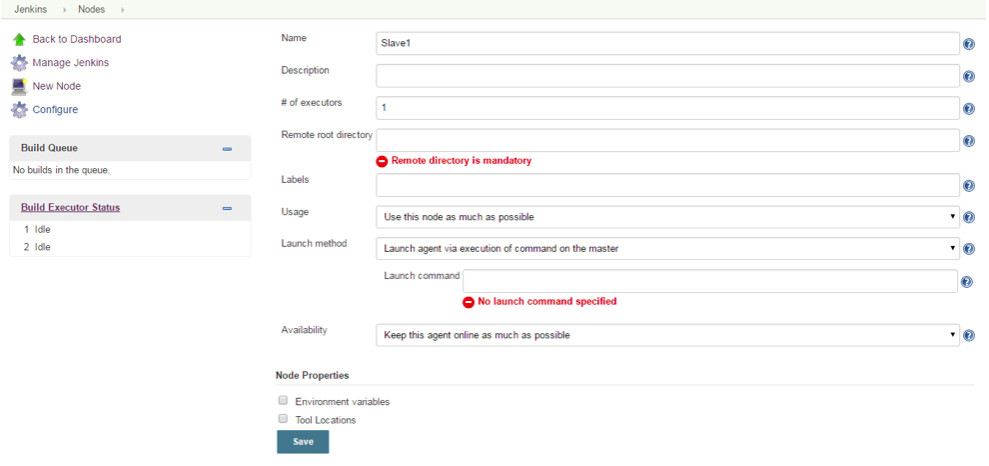 Jenkins Nodes
Back to Dashboard
Manage Jenkins
New Node
Configure
Build Queue
No builds in the queue.
Build Executor Status
1 Idle
2 Idle
Name Slave1
Description
# of executors 1
Remote root directory
Remote directory is mandatory
Labels
Usage Use this node as much as possible
Launch method Launch agent via execution of command on the master
Launch command
No launch command specified
Availability Keep this agent online as much as possible
Node Properties
Environment variables
Tool Locations
Save